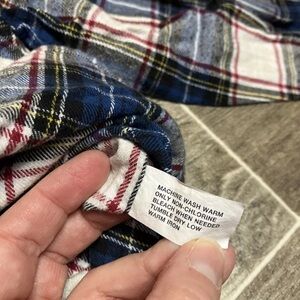 MACHINE WASH WARM
ONLY NON-CHLORINE
BLEACH WHEN NEEDED
TUMBLE DRY LOW
WARM IRON